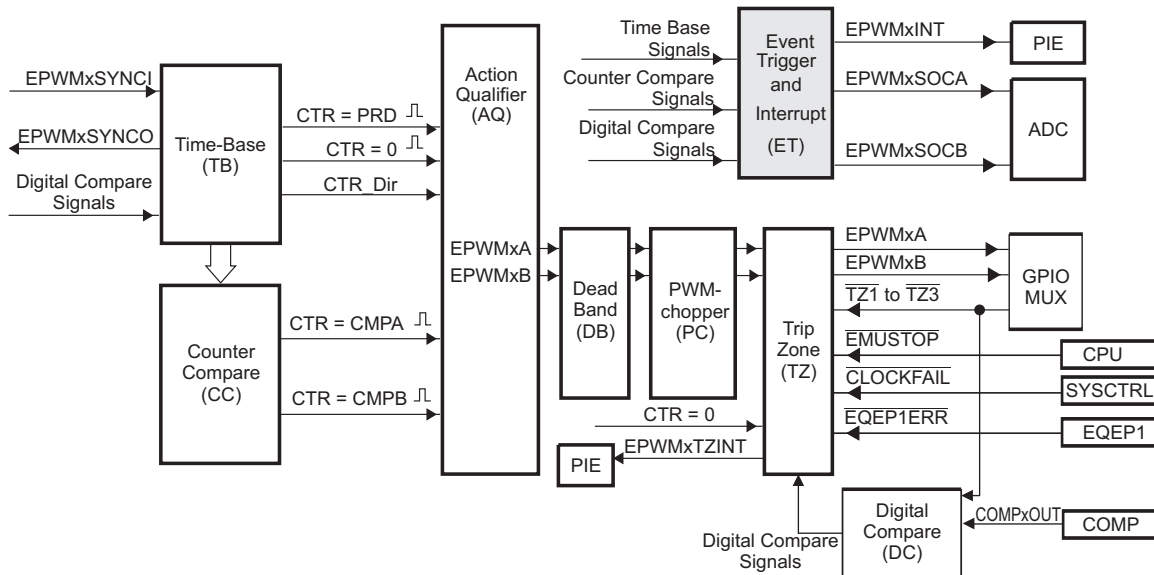 EPWMxSYNCI
EPWMxSYNCO
Digital Compare
Signals
Time-Base
(TB)
CTR = PRD
CTR = 0
CTR_Dir
Counter
Compare
(CC)
CTR = CMPA
CTR = CMPB
Action
Qualifier
(AQ)
EPWMxA
EPWMxB
Time Base
Signals
Counter Compare
Signals
Digital Compare
Signals
Event
Trigger
and
Interrupt
(ET)
EPWMxINT
EPWMxSOCA
EPWMxSOCB
PIE
ADC
Dead
Band
(DB)
PWM-
chopper
(PC)
Trip
Zone
(TZ)
EPWMxA
EPWMxB
TZ1 to TZ3
GPIO
MUX
EMUSTOP
CPU
CLOCKFAIL
SYSCTRL
EQEP1ERR
EQEP1
CTR = 0
EPWMxTZINT
PIE
Digital Compare
Signals
Digital
Compare
(DC)
COMPxOUT
COMP